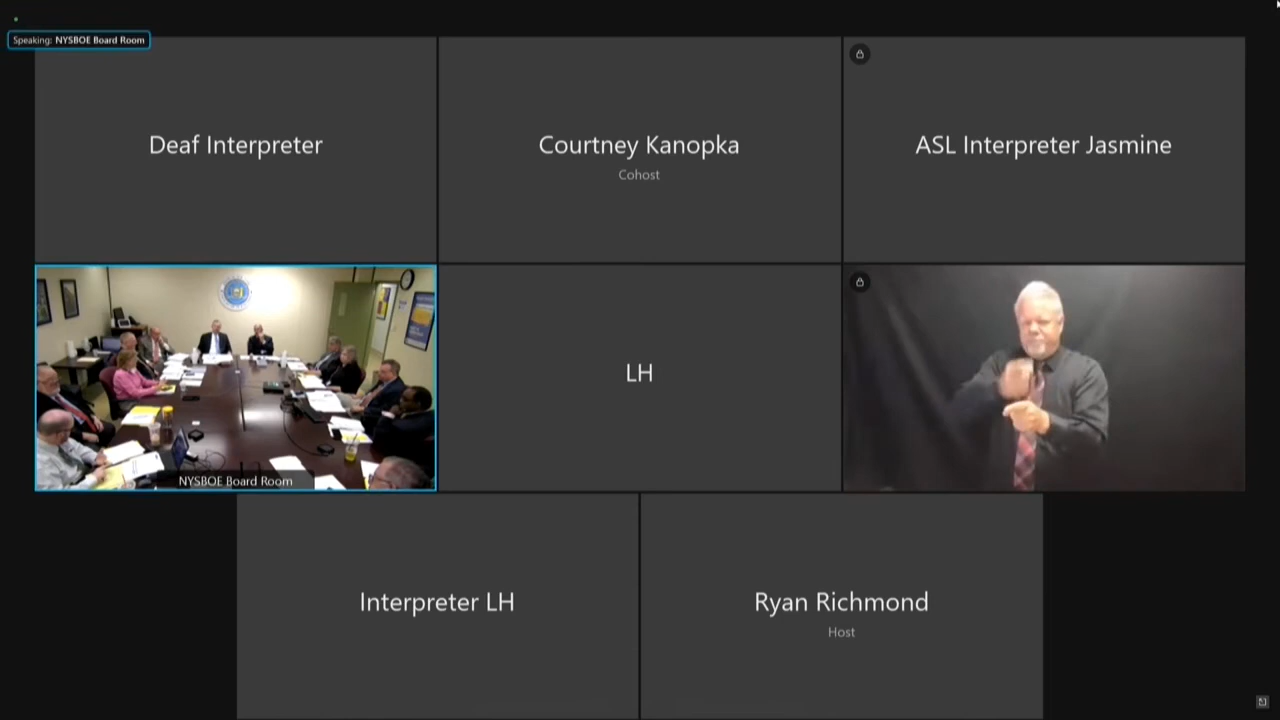 Speaking: NYSBOE Board Room
Deaf Interpreter
Courtney Kanopka
Cohost
ASL Interpreter Jasmine
NYSBOE Board Room
LH
Interpreter LH
Ryan Richmond
Host